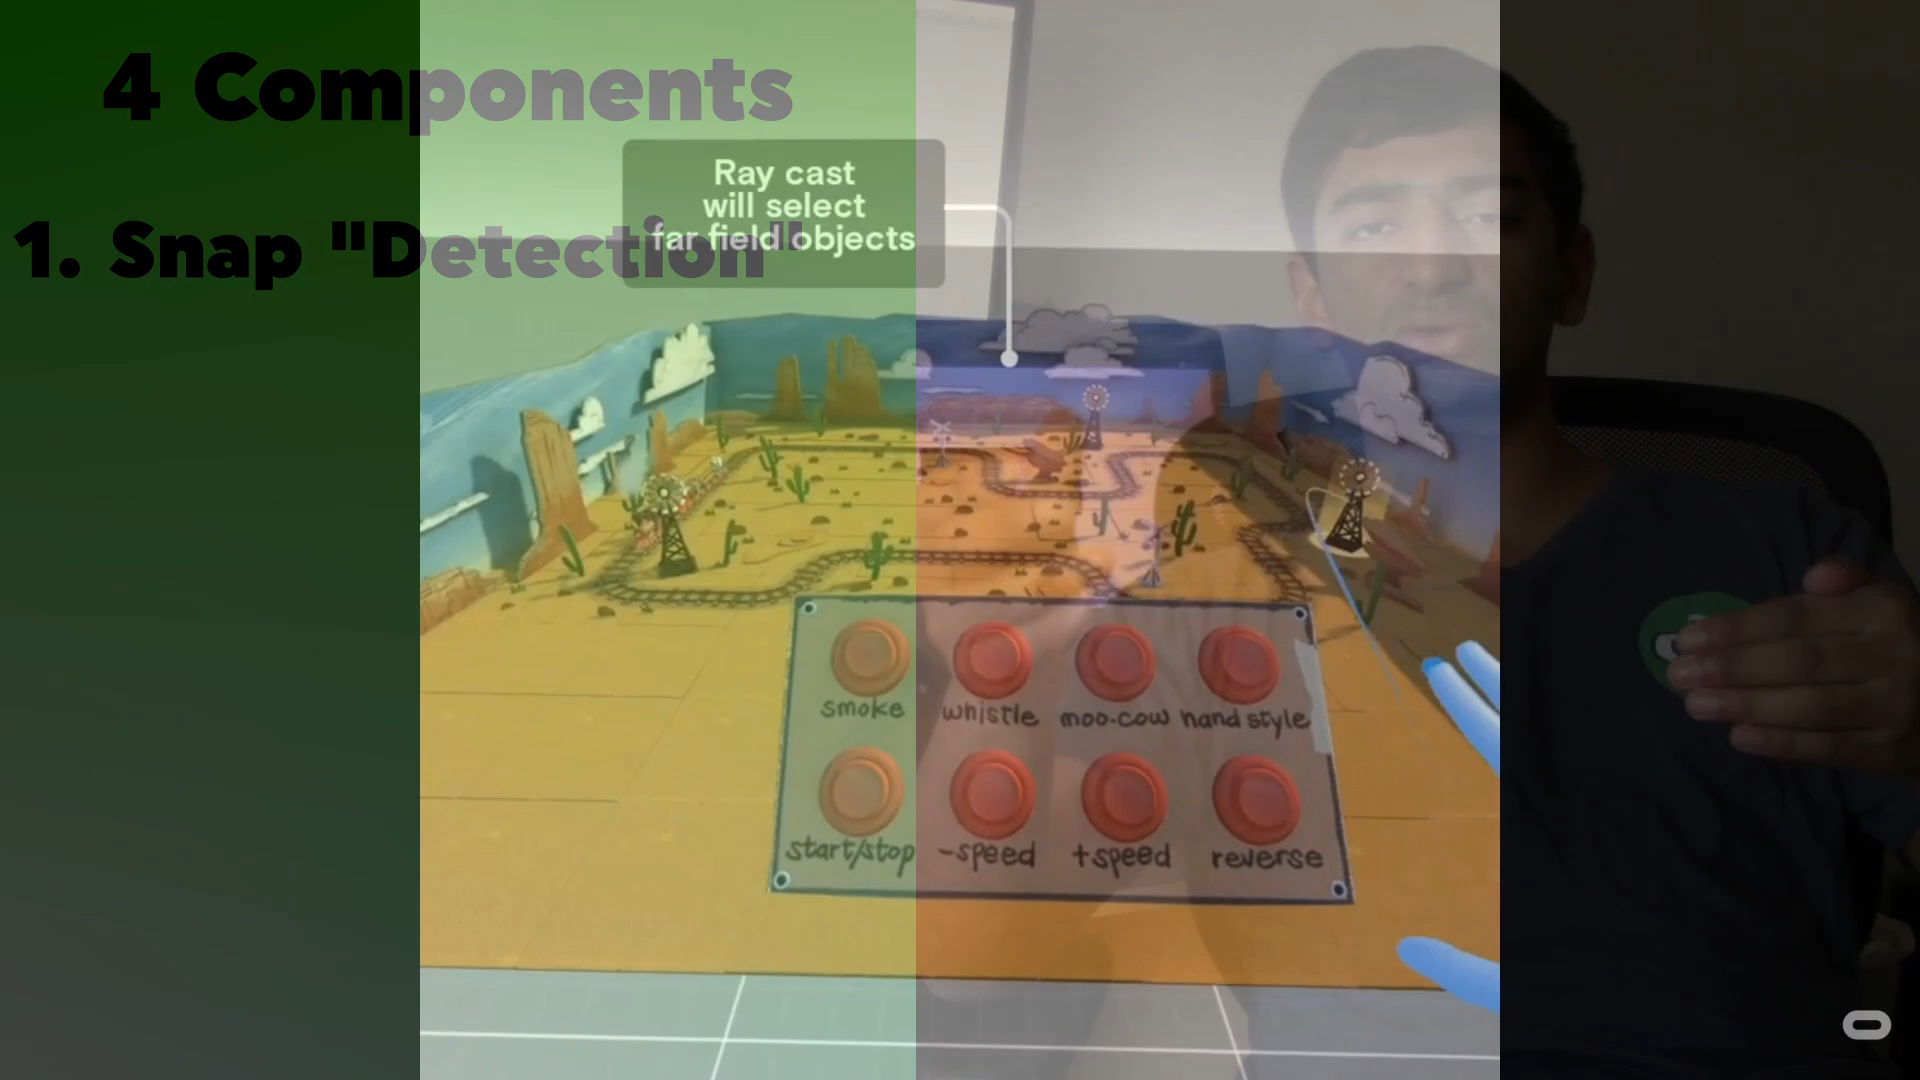 4 Components
Ray cast
will select
far field objects
1. Snap "Detection"
smoke
whistle
moo-cow
hand style
start/stop
-speed
+speed
reverse